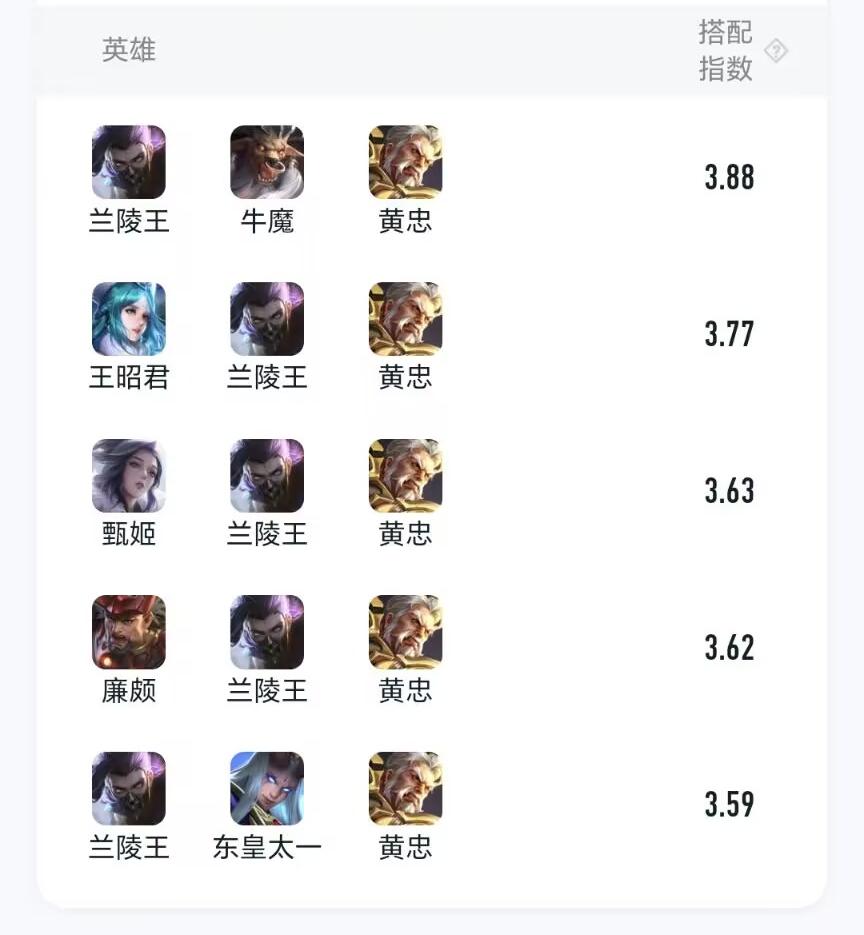 英雄
搭配
指数
兰陵王 牛魔 黄忠 3.88
王昭君 兰陵王 黄忠 3.77
甄姬 兰陵王 黄忠 3.63
廉颇 兰陵王 黄忠 3.62
兰陵王 东皇太一 黄忠 3.59